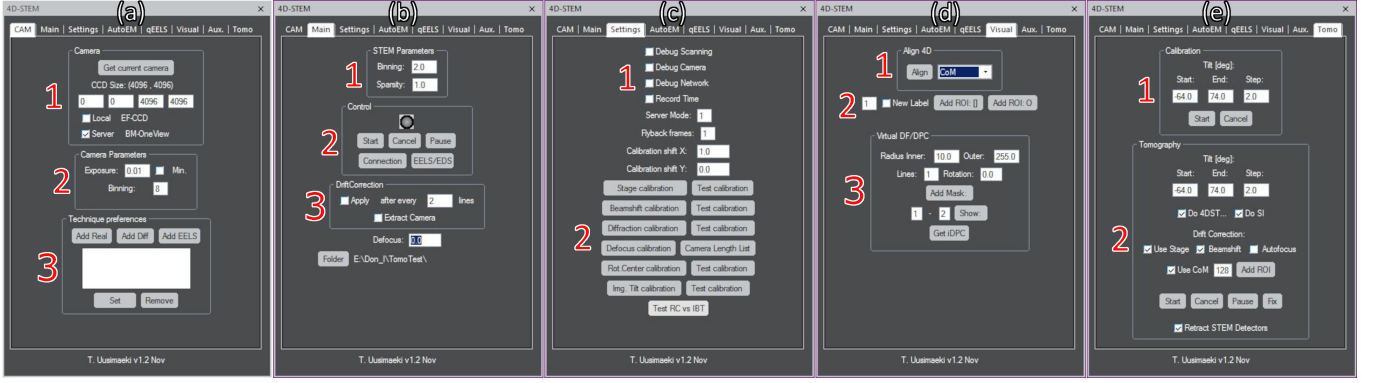 4D-STEM (a) ×
CAM | Main | Settings | AutoEM | qEELS | Visual | Aux. | Tomo
Camera
Get current camera
CCD Size: (4096 , 4096)
1
0 0 4096 4096
Local EF-CCD
Server BM-OneView
Camera Parameters
2
Exposure: 0.01 Min.
Binning: 8
Technique preferences
Add Real Add Diff Add EELS
3
Set Remove
T. Uusimaeki v1.2 Nov
4D-STEM (b) ×
CAM Main Settings | AutoEM | qEELS | Visual | Aux. | Tomo
STEM Parameters
1
Binning: 2.0
Sparsity: 1.0
Control
2
Start Cancel Pause
Connection EELS/EDS
DriftCorrection
3
Apply after every 2 lines
Extract Camera
Defocus: 0.0
Folder E:\Don_I\TomoTest\
T. Uusimaeki v1.2 Nov
4D-STEM (c) ×
CAM | Main Settings AutoEM | qEELS | Visual | Aux. | Tomo
1
Debug Scanning
Debug Camera
Debug Network
Record Time
Server Mode: 1
Flyback frames: 1
Calibration shift X: 1.0
Calibration shift Y: 0.0
2
Stage calibration Test calibration
Beamshift calibration Test calibration
Diffraction calibration Test calibration
Defocus calibration Camera Length List
Rot Center calibration Test calibration
Img. Tilt calibration Test calibration
Test RC vs IBT
T. Uusimaeki v1.2 Nov
4D-STEM (d) ×
CAM | Main | Settings | AutoEM | qEELS Visual Aux. | Tomo
Align 4D
1
Align CoM
2
1 New Label Add ROI: [] Add ROI: O
Virtual DF/DPC
3
Radius Inner: 10.0 Outer: 255.0
Lines: 1 Rotation: 0.0
Add Mask:
1 - 2 Show:
Get iDPC
T. Uusimaeki v1.2 Nov
4D-STEM (e) ×
CAM | Main | Settings | AutoEM | qEELS | Visual | Aux. Tomo
Calibration
1
Tilt [deg]:
Start: End: Step:
-64.0 74.0 2.0
Start Cancel
Tomography
2
Tilt [deg]:
Start: End: Step:
-64.0 74.0 2.0
Do 4DST... Do SI
Drift Correction:
Use Stage Beamshift Autofocus
Use CoM 128 Add ROI
Start Cancel Pause Fix
Retract STEM Detectors
T. Uusimaeki v1.2 Nov